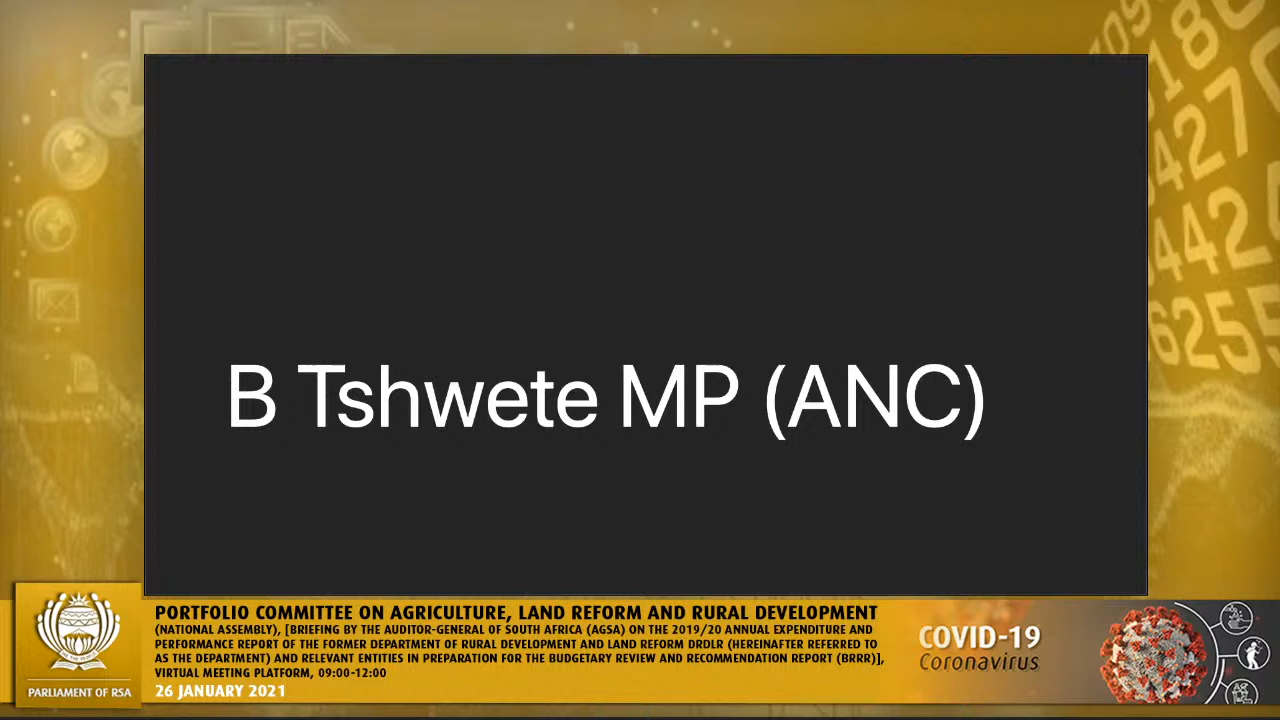 B Tshwete MP (ANC)
PORTFOLIO COMMITTEE ON AGRICULTURE, LAND REFORM AND RURAL DEVELOPMENT
(NATIONAL ASSEMBLY), [BRIEFING BY THE AUDITOR-GENERAL OF SOUTH AFRICA (AGSA) ON THE 2019/20 ANNUAL EXPENDITURE AND
PERFORMANCE REPORT OF THE FORMER DEPARTMENT OF RURAL DEVELOPMENT AND LAND REFORM DRDLR (HEREINAFTER REFERRED TO
AS THE DEPARTMENT) AND RELEVANT ENTITIES IN PREPARATION FOR THE BUDGETARY REVIEW AND RECOMMENDATION REPORT (BRRR)],
VIRTUAL MEETING PLATFORM, 09:00-12:00
26 JANUARY 2021
PARLIAMENT OF RSA
COVID-19
Coronavirus
427
442
6255